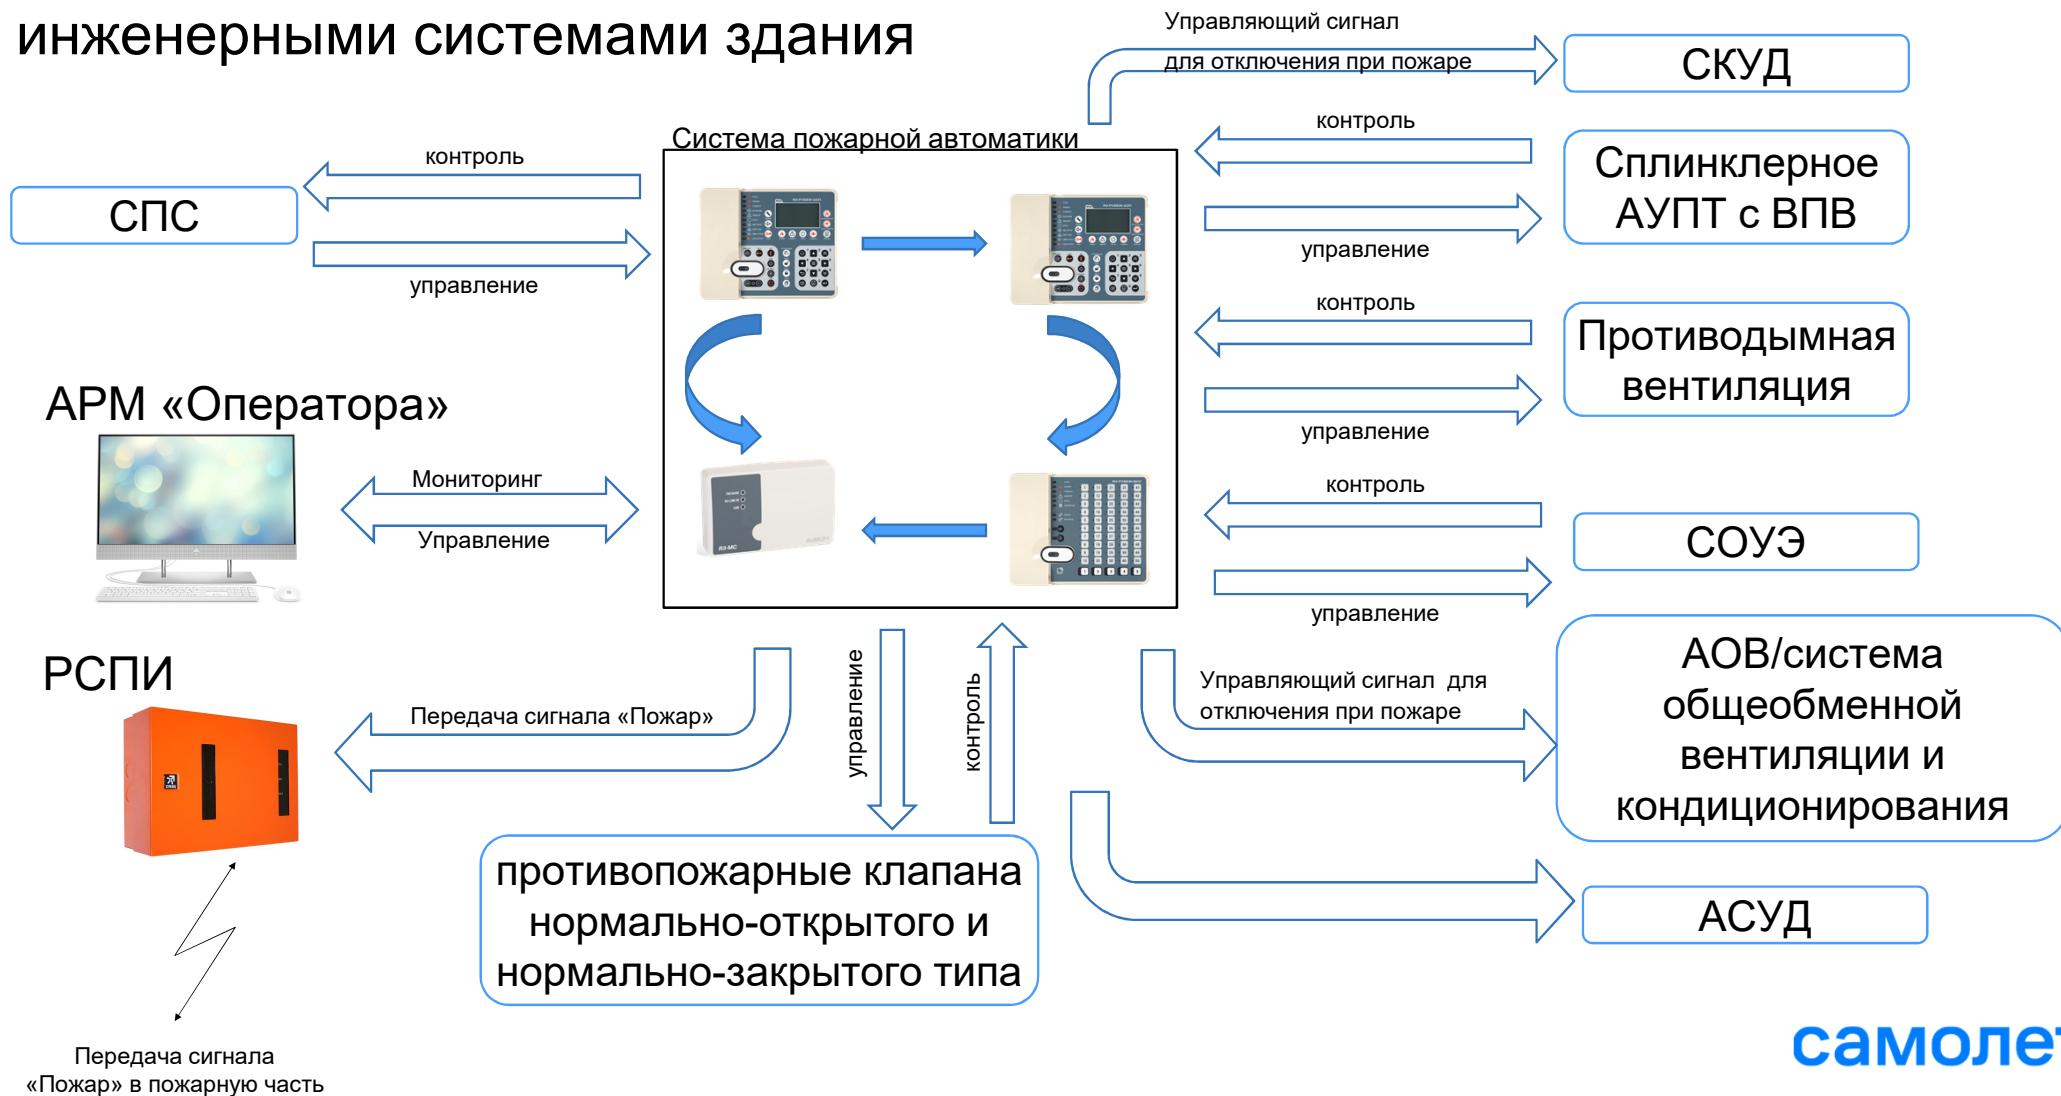 инженерными системами здания
Управляющий сигнал
для отключения при пожаре
СКУД
Система пожарной автоматики
контроль
контроль
Сплинклерное
АУПТ с ВПВ
СПС
управление
управление
контроль
Противодымная
вентиляция
управление
АРМ «Оператора»
Мониторинг
Управление
контроль
СОУЭ
управление
R3-МС
РСПИ
Передача сигнала «Пожар»
управление
контроль
Управляющий сигнал для
отключения при пожаре
АОВ/система
общеобменной
вентиляции и
кондиционирования
противопожарные клапана
нормально-открытого и
нормально-закрытого типа
АСУД
Передача сигнала
«Пожар» в пожарную часть
самолет